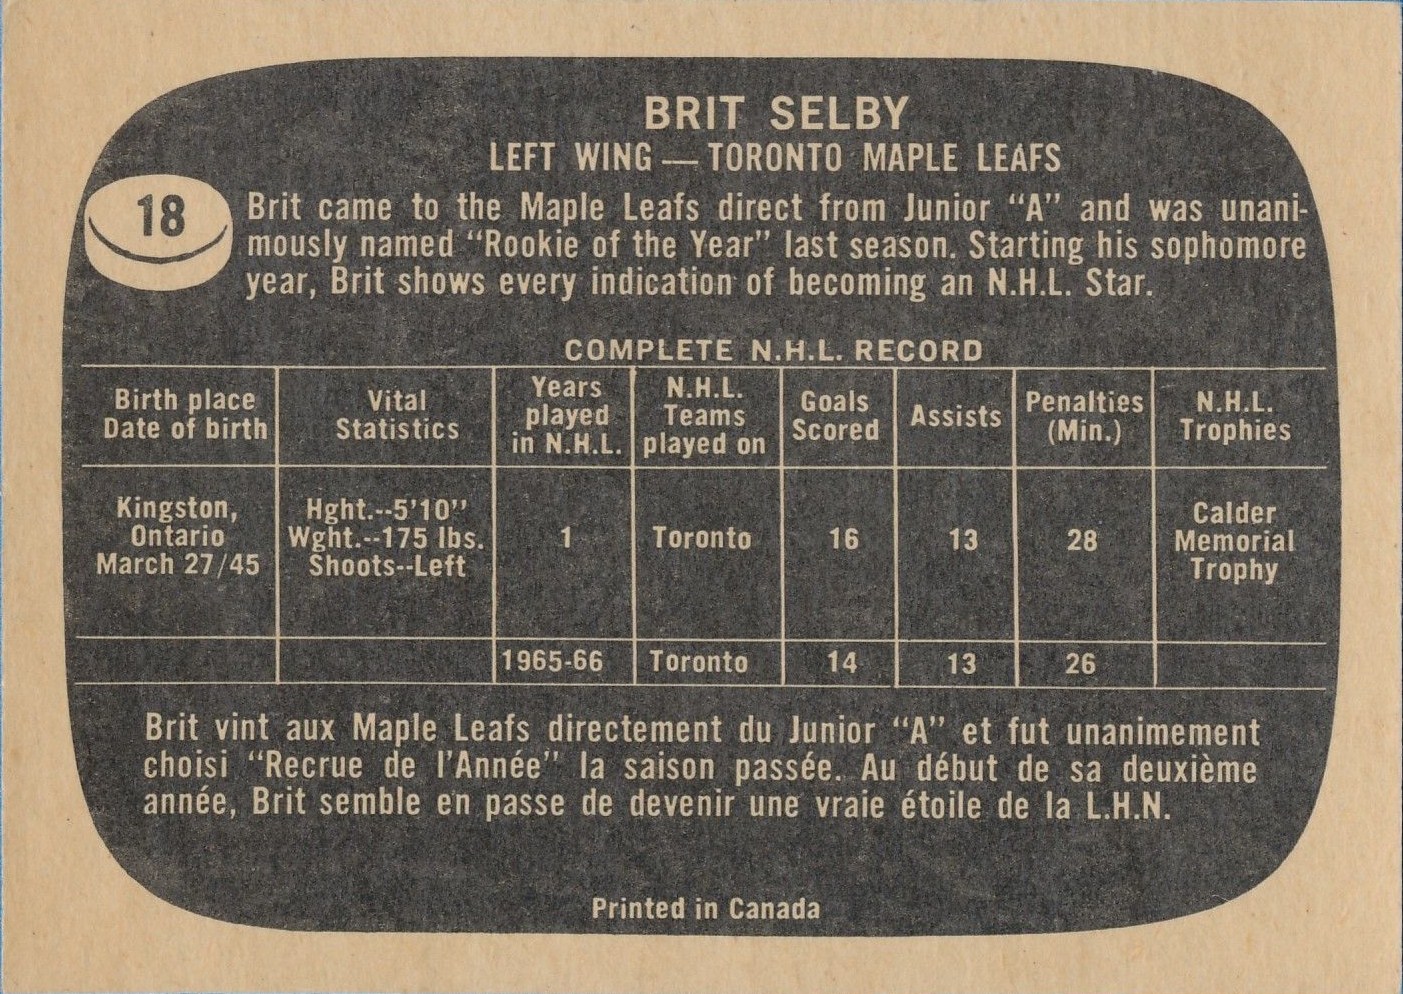 BRIT SELBY
LEFT WING — TORONTO MAPLE LEAFS
18
Brit came to the Maple Leafs direct from Junior “A” and was unani-
mously named “Rookie of the Year” last season. Starting his sophomore
year, Brit shows every indication of becoming an N.H.L. Star.
COMPLETE N.H.L. RECORD
Birth place
Date of birth
Vital
Statistics
Years
played
in N.H.L.
N.H.L.
Teams
played on
Goals
Scored
Assists
Penalties
(Min.)
N.H.L.
Trophies
Kingston,
Ontario
March 27/45
Hght.--5'10"
Wght.--175 lbs.
Shoots--Left
1
Toronto
16
13
28
Calder
Memorial
Trophy
1965-66
Toronto
14
13
26
Brit vint aux Maple Leafs directement du Junior “A” et fut unanimement
choisi “Recrue de l'Année” la saison passée. Au début de sa deuxième
année, Brit semble en passe de devenir une vraie étoile de la L.H.N.
Printed in Canada